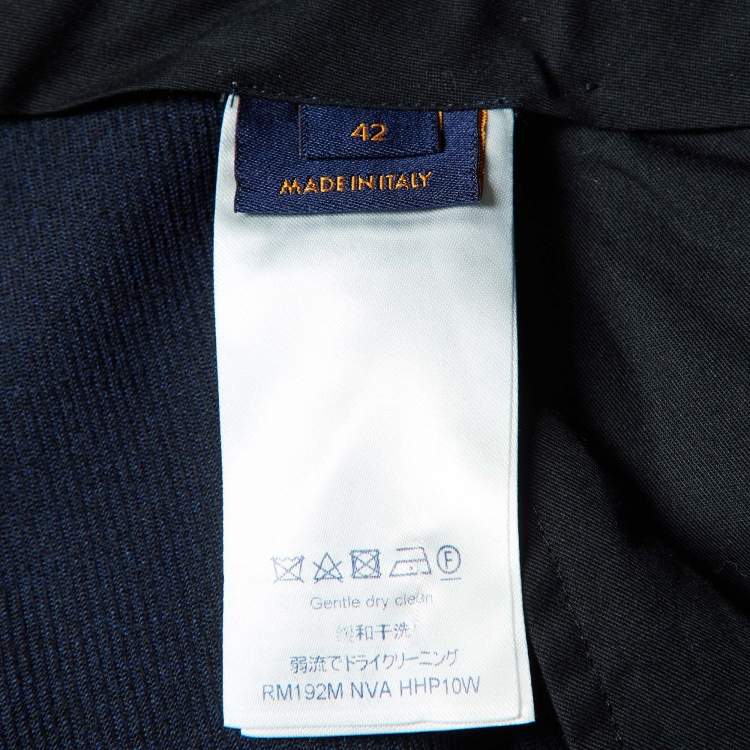 42
MADE IN ITALY
F
Gentle dry clean
緩和干洗
弱流でドライクリーニング
RM192M NVA HHP10W